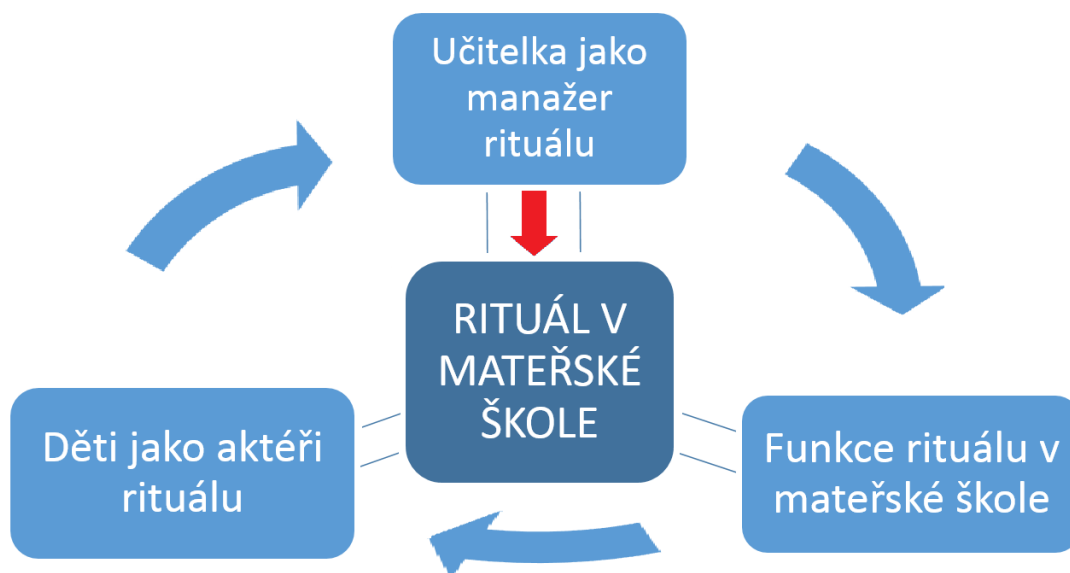 Učitelka jako
manažer
rituálu
RITUÁL V
MATEŘSKÉ
ŠKOLE
Děti jako aktéři
rituálu
Funkce rituálu v
mateřské škole